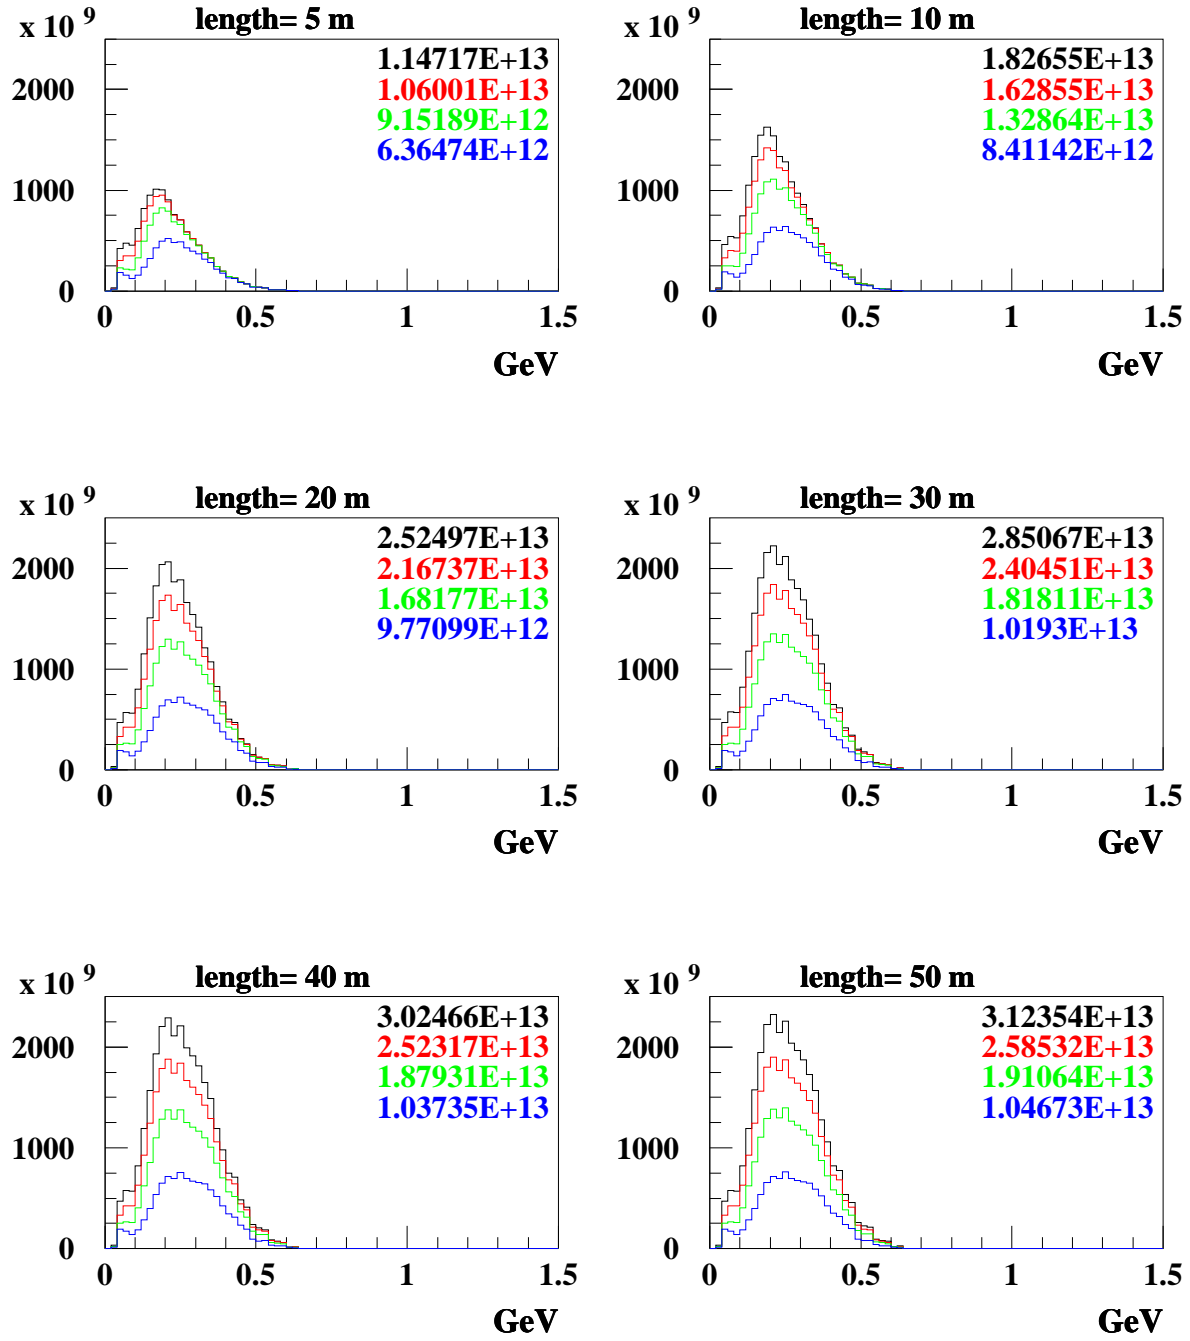 length= 5 m
x 10 9
1.14717E+13
1.06001E+13
9.15189E+12
6.36474E+12
2000
1000
0
0 0.5 1 1.5
GeV
length= 10 m
x 10 9
1.82655E+13
1.62855E+13
1.32864E+13
8.41142E+12
2000
1000
0
0 0.5 1 1.5
GeV
length= 20 m
x 10 9
2.52497E+13
2.16737E+13
1.68177E+13
9.77099E+12
2000
1000
0
0 0.5 1 1.5
GeV
length= 30 m
x 10 9
2.85067E+13
2.40451E+13
1.81811E+13
1.0193E+13
2000
1000
0
0 0.5 1 1.5
GeV
length= 40 m
x 10 9
3.02466E+13
2.52317E+13
1.87931E+13
1.03735E+13
2000
1000
0
0 0.5 1 1.5
GeV
length= 50 m
x 10 9
3.12354E+13
2.58532E+13
1.91064E+13
1.04673E+13
2000
1000
0
0 0.5 1 1.5
GeV